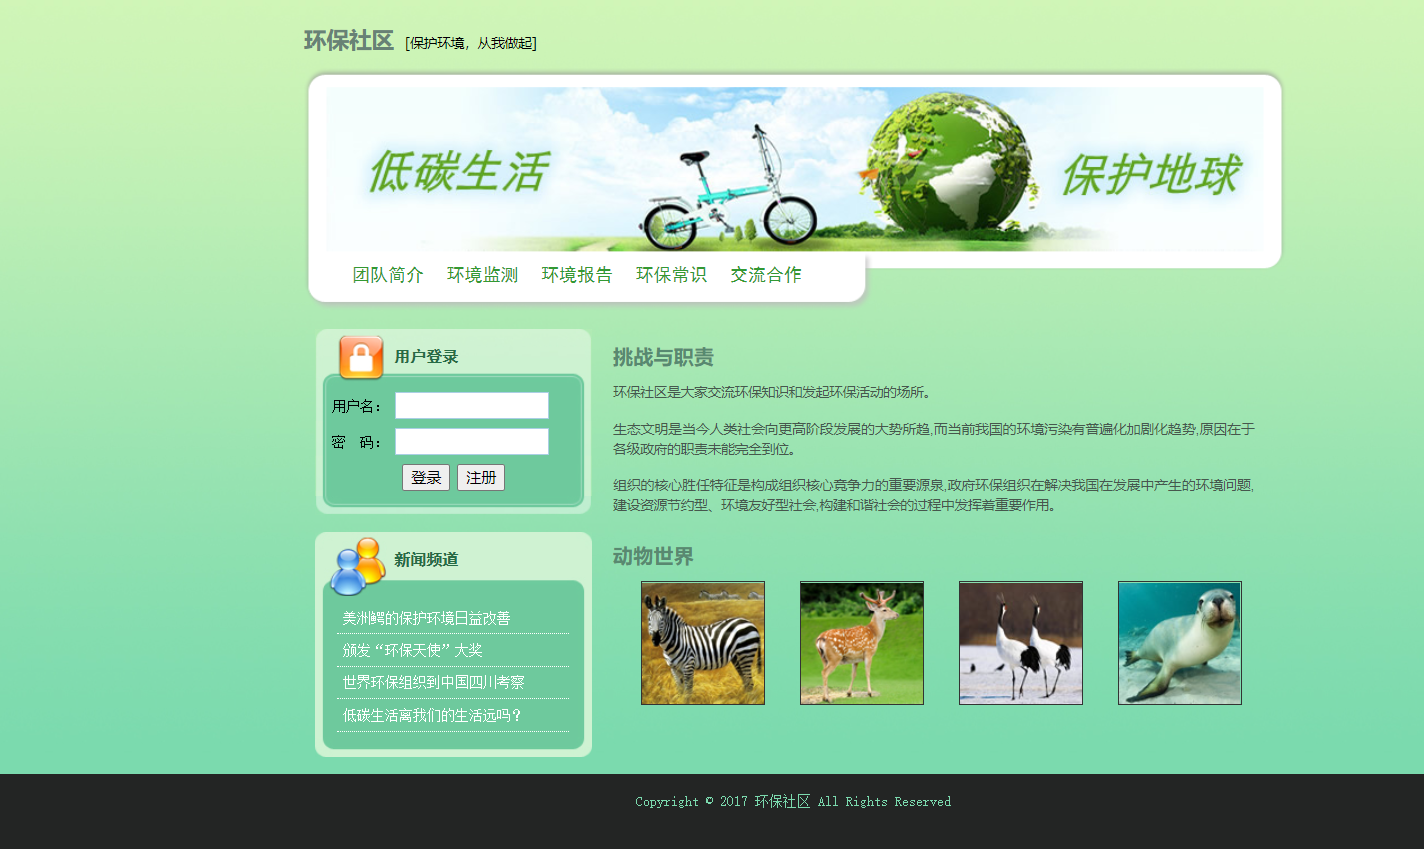 环保社区 [保护环境，从我做起]
低碳生活
保护地球
团队简介 环境监测 环境报告 环保常识 交流合作
用户登录
用户名：
密 码：
登录 注册
新闻频道
美洲鳄的保护环境日益改善
颁发“环保天使”大奖
世界环保组织到中国四川考察
低碳生活离我们的生活远吗？
挑战与职责
环保社区是大家交流环保知识和发起环保活动的场所。
生态文明是当今人类社会向更高阶段发展的大势所趋,而当前我国的环境污染有普遍化加剧化趋势,原因在于
各级政府的职责未能完全到位。
组织的核心胜任特征是构成组织核心竞争力的重要源泉,政府环保组织在解决我国在发展中产生的环境问题,
建设资源节约型、环境友好型社会,构建和谐社会的过程中发挥着重要作用。
动物世界
Copyright © 2017 环保社区 All Rights Reserved